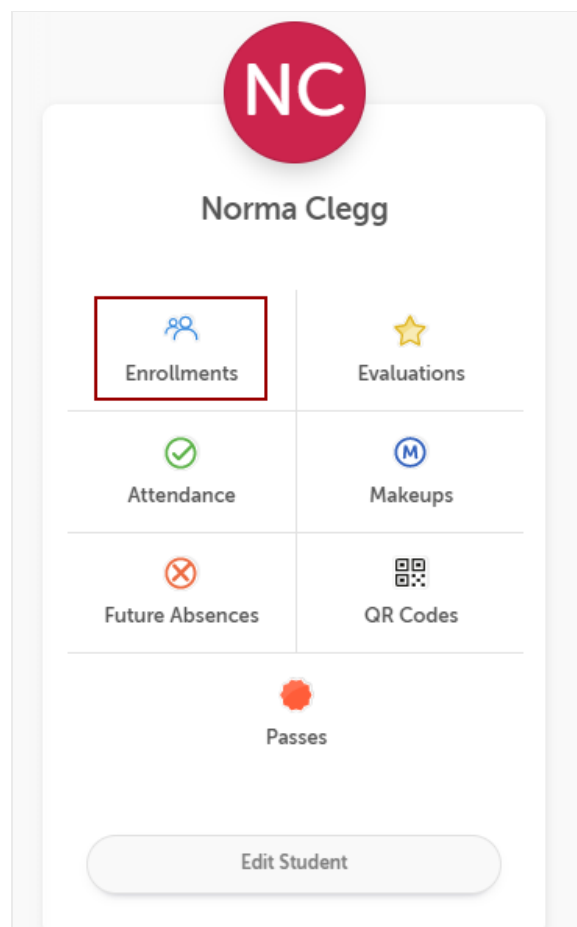 NC
Norma Clegg
Enrollments
Evaluations
Attendance
M
Makeups
Future Absences
QR Codes
Passes
Edit Student